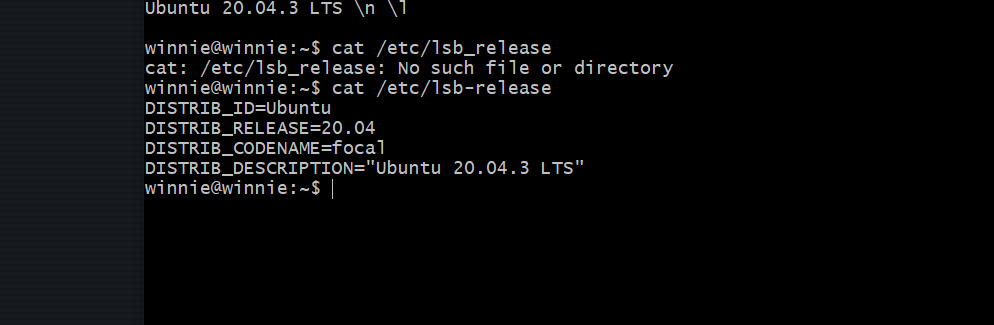 Ubuntu 20.04.3 LTS \n \l
winnie@winnie:~$ cat /etc/lsb_release
cat: /etc/lsb_release: No such file or directory
winnie@winnie:~$ cat /etc/lsb-release
DISTRIB_ID=Ubuntu
DISTRIB_RELEASE=20.04
DISTRIB_CODENAME=focal
DISTRIB_DESCRIPTION="Ubuntu 20.04.3 LTS"
winnie@winnie:~$